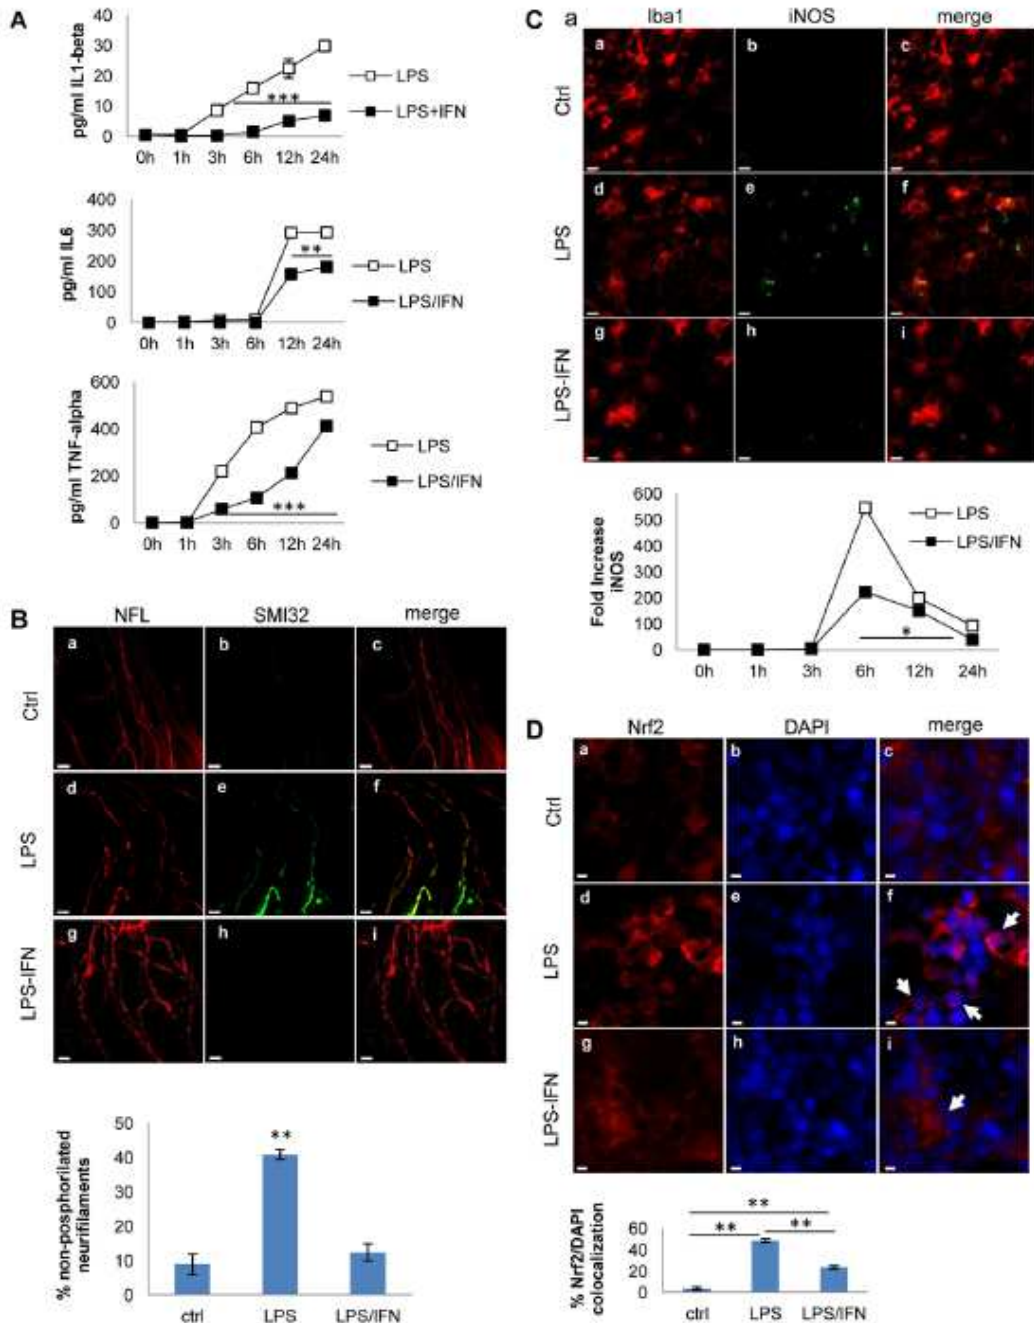 A
pg/ml IL1-beta
40
30
20
10
0
0h 1h 3h 6h 12h 24h
***
LPS
LPS+IFN
pg/ml IL6
400
300
200
100
0
0h 1h 3h 6h 12h 24h
**
LPS
LPS/IFN
pg/ml TNF-alpha
600
400
200
0
0h 1h 3h 6h 12h 24h
***
LPS
LPS/IFN
B
NFL SMI32 merge
Ctrl
a b c
LPS
d e f
LPS-IFN
g h i
% non-posphorilated
neurifilaments
50
40
30
20
10
0
**
ctrl LPS LPS/IFN
C a
Iba1 iNOS merge
Ctrl
a b c
LPS
d e f
LPS-IFN
g h i
Fold Increase
iNOS
600
500
400
300
200
100
0
0h 1h 3h 6h 12h 24h
*
LPS
LPS/IFN
D
Nrf2 DAPI merge
Ctrl
a b c
LPS
d e f
LPS-IFN
g h i
% Nrf2/DAPI
colocalization
60
40
20
0
**
** **
ctrl LPS LPS/IFN